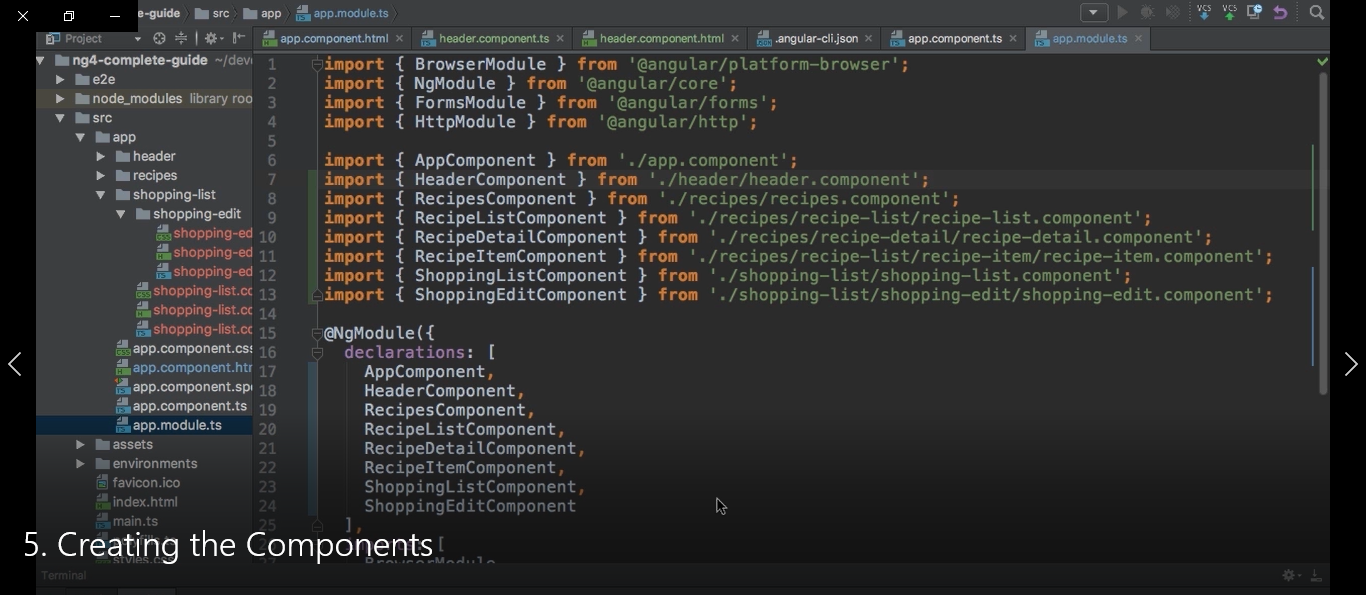 e-guide src app app.module.ts
VCS VCS
Project
app.component.html header.component.ts header.component.html .angular-cli.json app.component.ts app.module.ts
ng4-complete-guide ~/dev
e2e
node_modules library roo
src
app
header
recipes
shopping-list
shopping-edit
shopping-ed
shopping-ed
shopping-ed
shopping-list.co
shopping-list.co
shopping-list.co
app.component.css
app.component.htm
app.component.spe
app.component.ts
app.module.ts
assets
environments
favicon.ico
index.html
main.ts
styles.css
1 import { BrowserModule } from '@angular/platform-browser';
2 import { NgModule } from '@angular/core';
3 import { FormsModule } from '@angular/forms';
4 import { HttpModule } from '@angular/http';
5
6 import { AppComponent } from './app.component';
7 import { HeaderComponent } from './header/header.component';
8 import { RecipesComponent } from './recipes/recipes.component';
9 import { RecipeListComponent } from './recipes/recipe-list/recipe-list.component';
10 import { RecipeDetailComponent } from './recipes/recipe-detail/recipe-detail.component';
11 import { RecipeItemComponent } from './recipes/recipe-list/recipe-item/recipe-item.component';
12 import { ShoppingListComponent } from './shopping-list/shopping-list.component';
13 import { ShoppingEditComponent } from './shopping-list/shopping-edit/shopping-edit.component';
14
15 @NgModule({
16 declarations: [
17 AppComponent,
18 HeaderComponent,
19 RecipesComponent,
20 RecipeListComponent,
21 RecipeDetailComponent,
22 RecipeItemComponent,
23 ShoppingListComponent,
24 ShoppingEditComponent
25 ],
[
BrowserModule
5. Creating the Components
Terminal